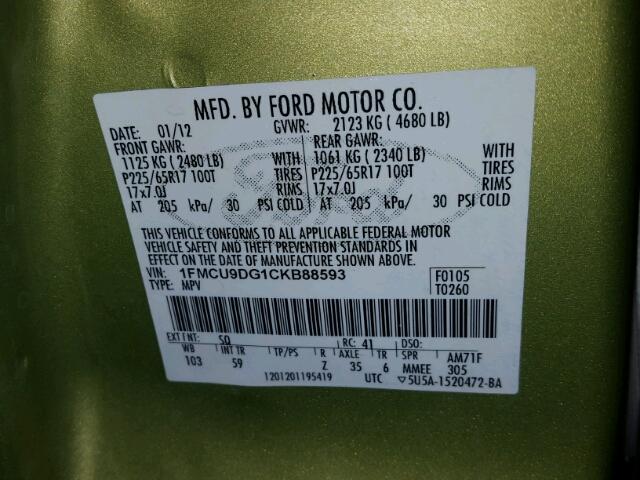 MFD. BY FORD MOTOR CO.
DATE: 01/12 GVWR: 2123 KG ( 4680 LB)
FRONT GAWR: REAR GAWR:
1125 KG ( 2480 LB) WITH 1061 KG ( 2340 LB) WITH
P225/65R17 100T TIRES P225/65R17 100T TIRES
17x7.0J RIMS 17x7.0J RIMS
AT 205 kPa/ 30 PSI COLD AT 205 kPa/ 30 PSI COLD
THIS VEHICLE CONFORMS TO ALL APPLICABLE FEDERAL MOTOR
VEHICLE SAFETY AND THEFT PREVENTION STANDARDS IN
EFFECT ON THE DATE OF MANUFACTURE SHOWN ABOVE.
VIN: 1FMCU9DG1CKB88593 F0105
TYPE: MPV T0260
EXT PNT: SQ RC: 41 DSO:
WB INT TR TP/PS R AXLE TR SPR AM71F
103 59 Z 35 6 MMEE 305
1201201195419 UTC ▽5U5A-1520472-BA
Ford